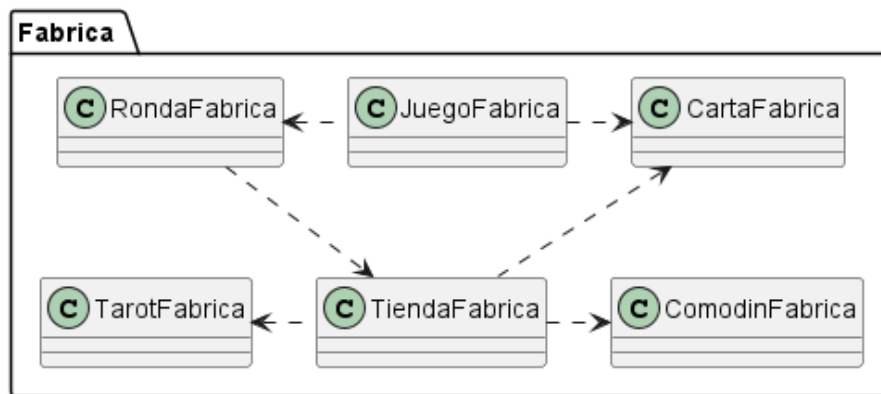 Fabrica
C RondaFabrica
C JuegoFabrica
C CartaFabrica
C TarotFabrica
C TiendaFabrica
C ComodinFabrica